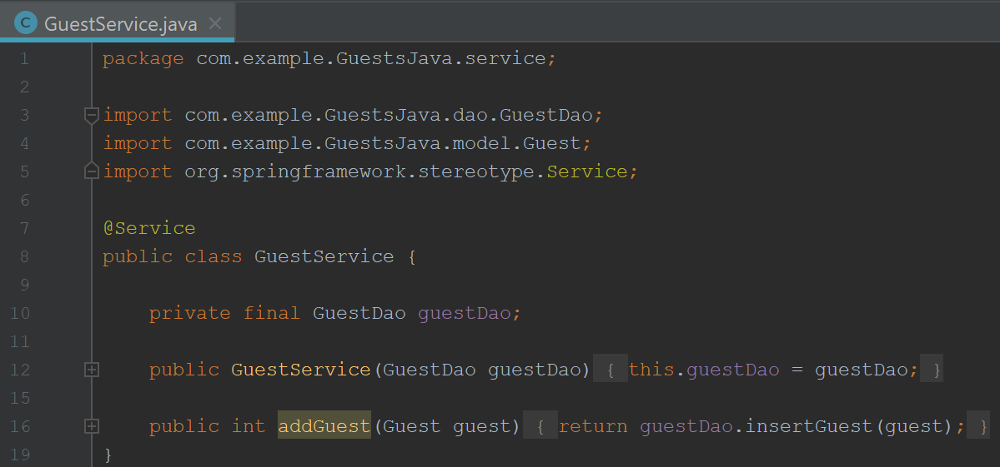 C GuestService.java ×
1 package com.example.GuestsJava.service;
2
3 import com.example.GuestsJava.dao.GuestDao;
4 import com.example.GuestsJava.model.Guest;
5 import org.springframework.stereotype.Service;
6
7 @Service
8 public class GuestService {
9
10 private final GuestDao guestDao;
11
12 public GuestService(GuestDao guestDao) { this.guestDao = guestDao; }
15
16 public int addGuest(Guest guest) { return guestDao.insertGuest(guest); }
19 }